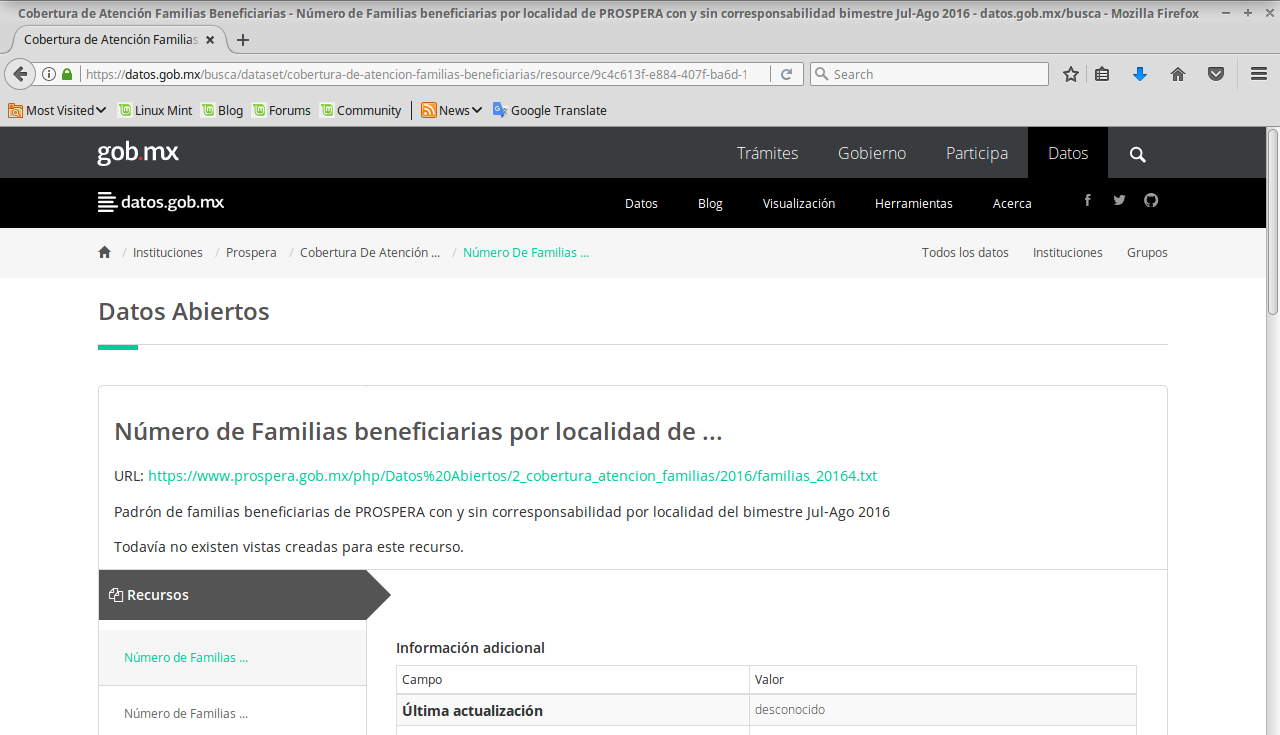 Cobertura de Atención Familias Beneficiarias - Número de Familias beneficiarias por localidad de PROSPERA con y sin corresponsabilidad bimestre Jul-Ago 2016 - datos.gob.mx/busca - Mozilla Firefox
Cobertura de Atención Familias
https://datos.gob.mx/busca/dataset/cobertura-de-atencion-familias-beneficiarias/resource/9c4c613f-e884-407f-ba6d-1
Search
Most Visited Linux Mint Blog Forums Community News Google Translate
gob.mx Trámites Gobierno Participa Datos
datos.gob.mx Datos Blog Visualización Herramientas Acerca
/ Instituciones / Prospera / Cobertura De Atención ... / Número De Familias ... Todos los datos Instituciones Grupos
Datos Abiertos
Número de Familias beneficiarias por localidad de ...
URL: https://www.prospera.gob.mx/php/Datos%20Abiertos/2_cobertura_atencion_familias/2016/familias_20164.txt
Padrón de familias beneficiarias de PROSPERA con y sin corresponsabilidad por localidad del bimestre Jul-Ago 2016
Todavía no existen vistas creadas para este recurso.
Recursos
Número de Familias ...
Número de Familias ...
Información adicional
Campo Valor
Última actualización desconocido